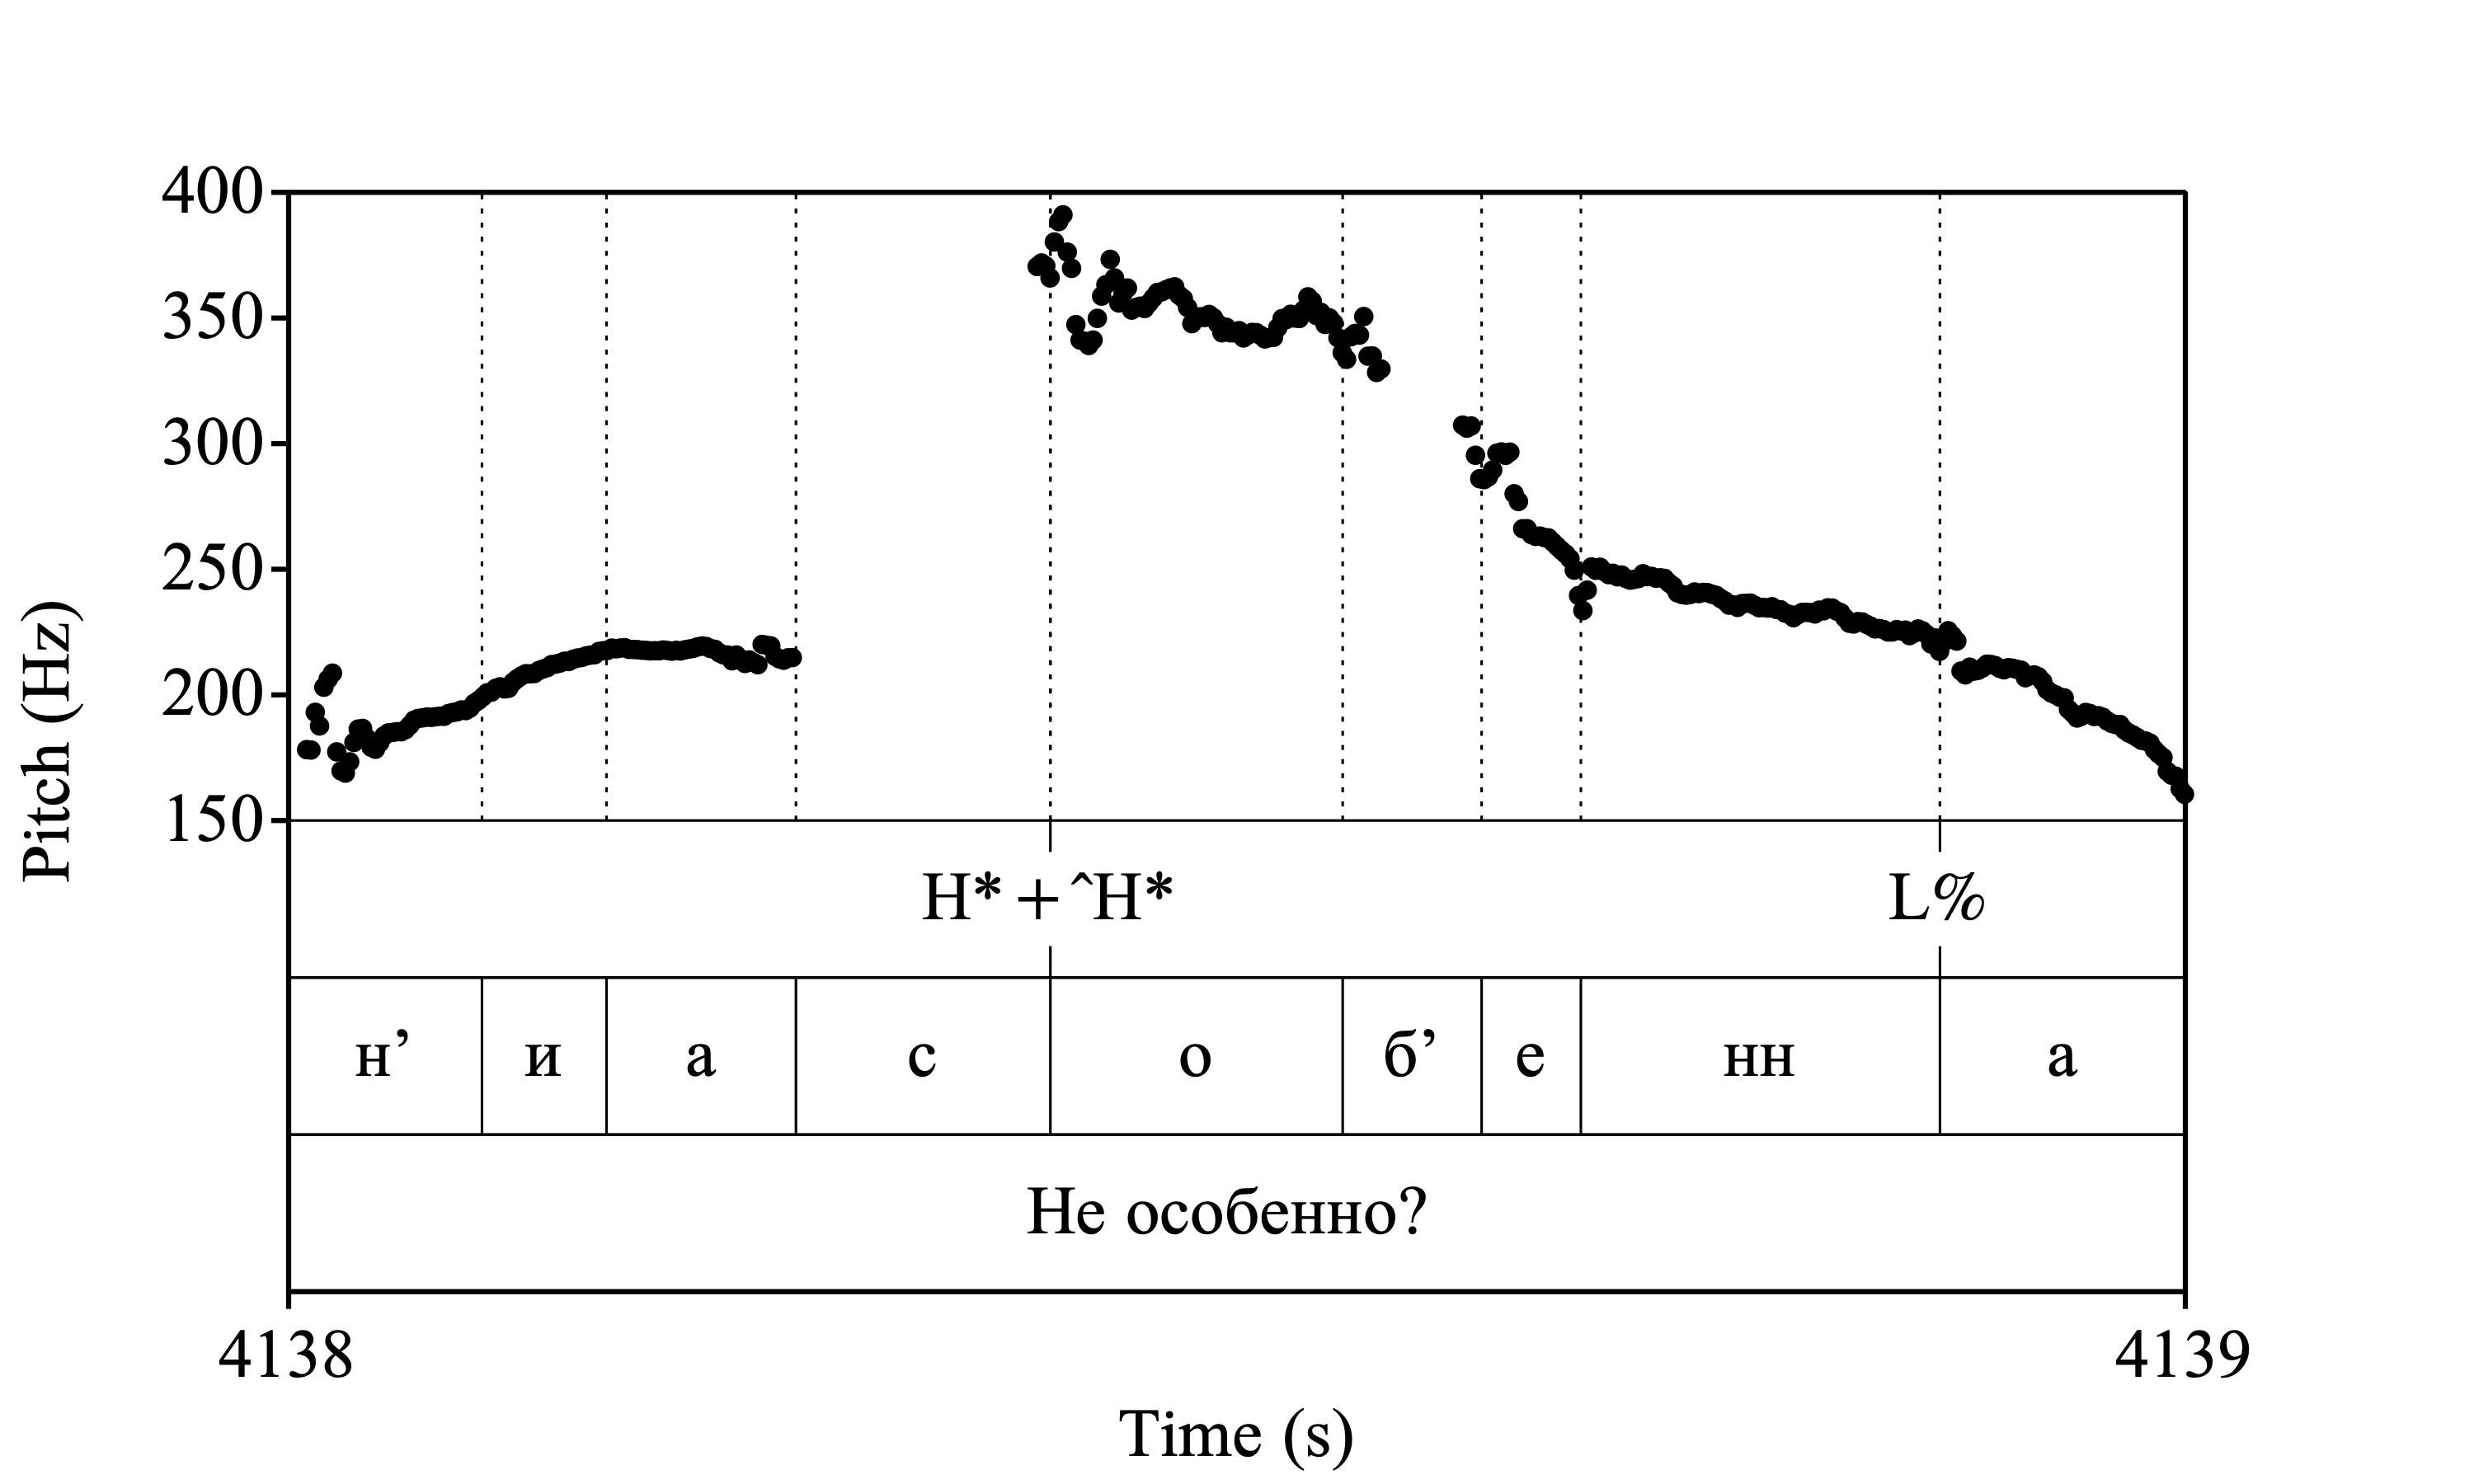 400
350
300
250
200
150
Pitch (Hz)
H*+^H* L%
н’ и а с о б’ е нн а
Не особенно?
4138 4139
Time (s)